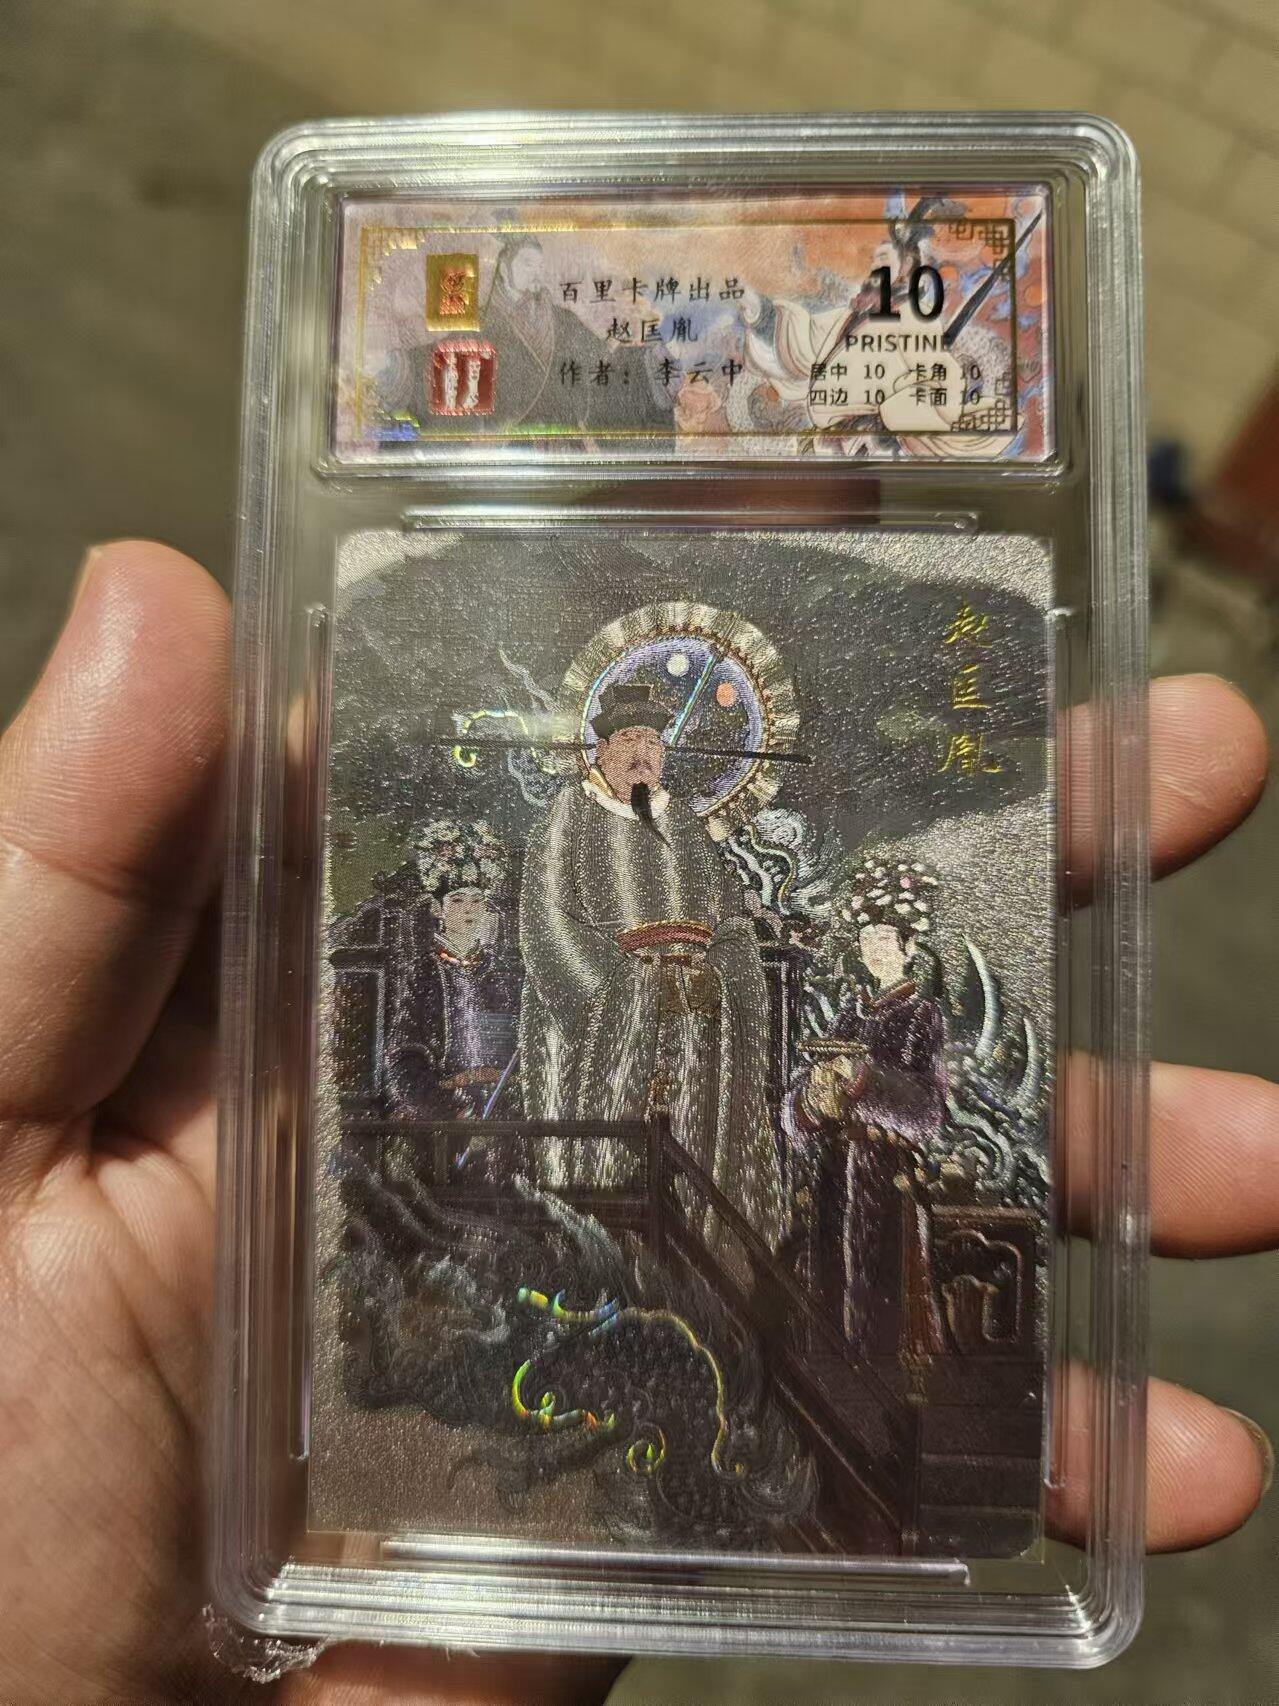 百里卡牌出品
赵匡胤
作者：李云中
10
PRISTINE
居中 10 卡角 10
四边 10 卡面 10
赵匡胤